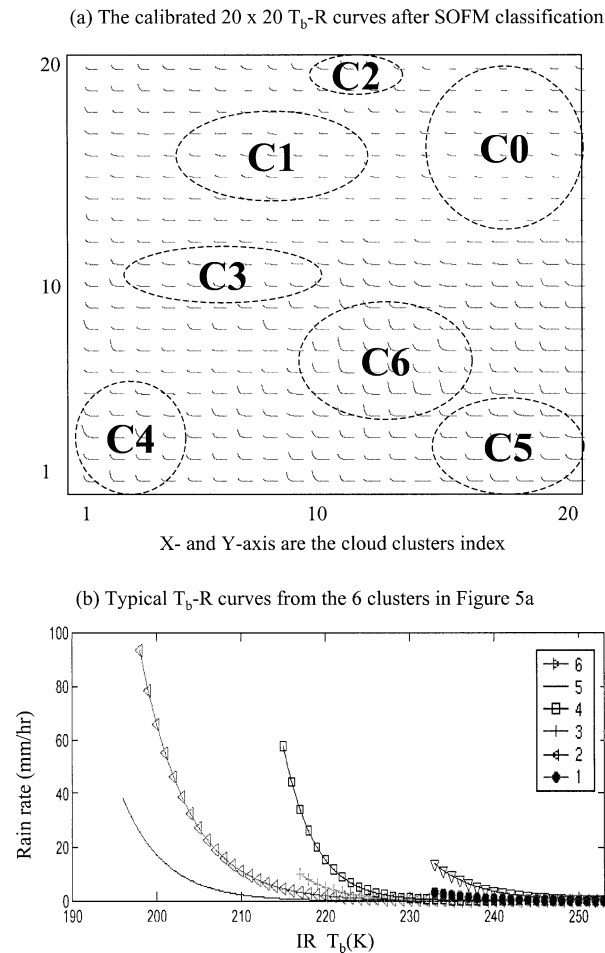 (a) The calibrated 20 x 20 Tb-R curves after SOFM classification
20
C2
C1
C0
C3
10
C6
C4
C5
1
1 10 20
X- and Y-axis are the cloud clusters index
(b) Typical Tb-R curves from the 6 clusters in Figure 5a
100
80
60
40
20
0
Rain rate (mm/hr)
6
5
4
3
2
1
190 200 210 220 230 240 250
IR Tb(K)